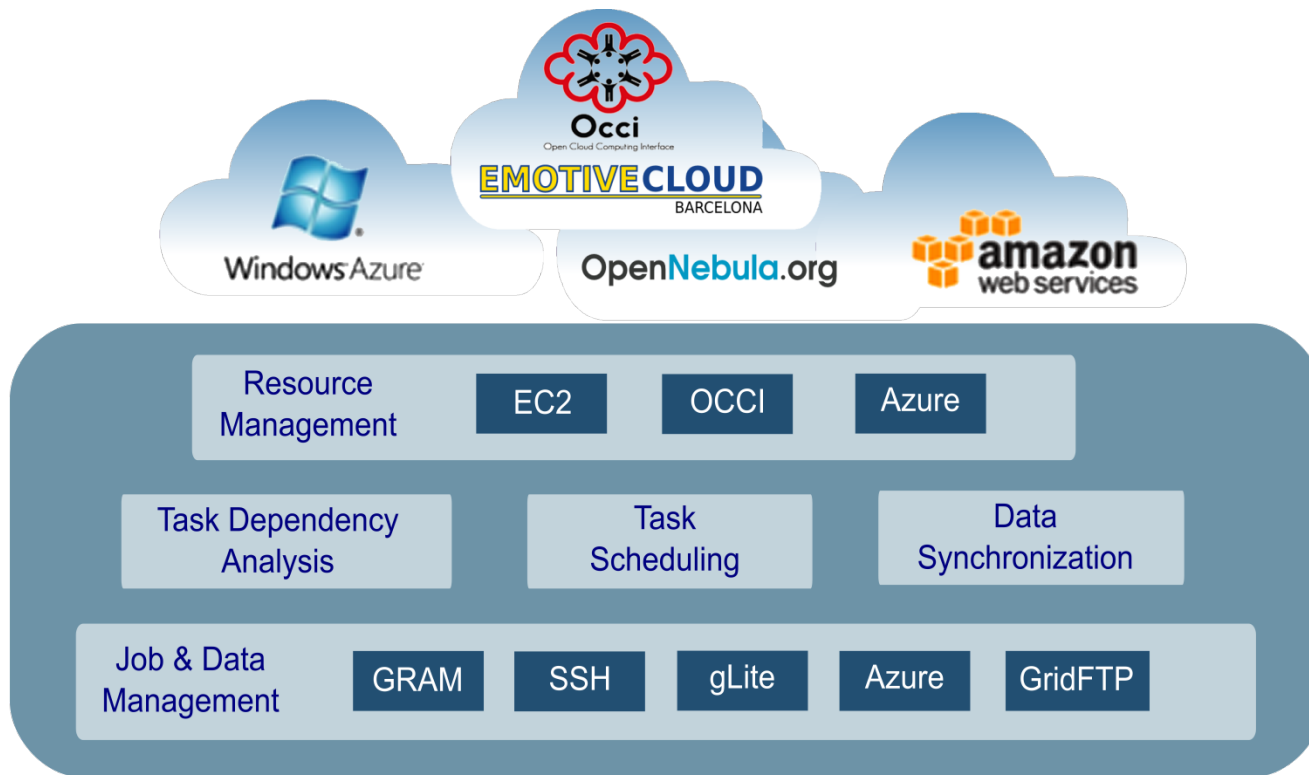 Occi
Open Cloud Computing Interface
EMOTIVECLOUD
BARCELONA
Windows Azure
OpenNebula.org
amazon
web services
Resource
Management
EC2
OCCI
Azure
Task Dependency
Analysis
Task
Scheduling
Data
Synchronization
Job & Data
Management
GRAM
SSH
gLite
Azure
GridFTP